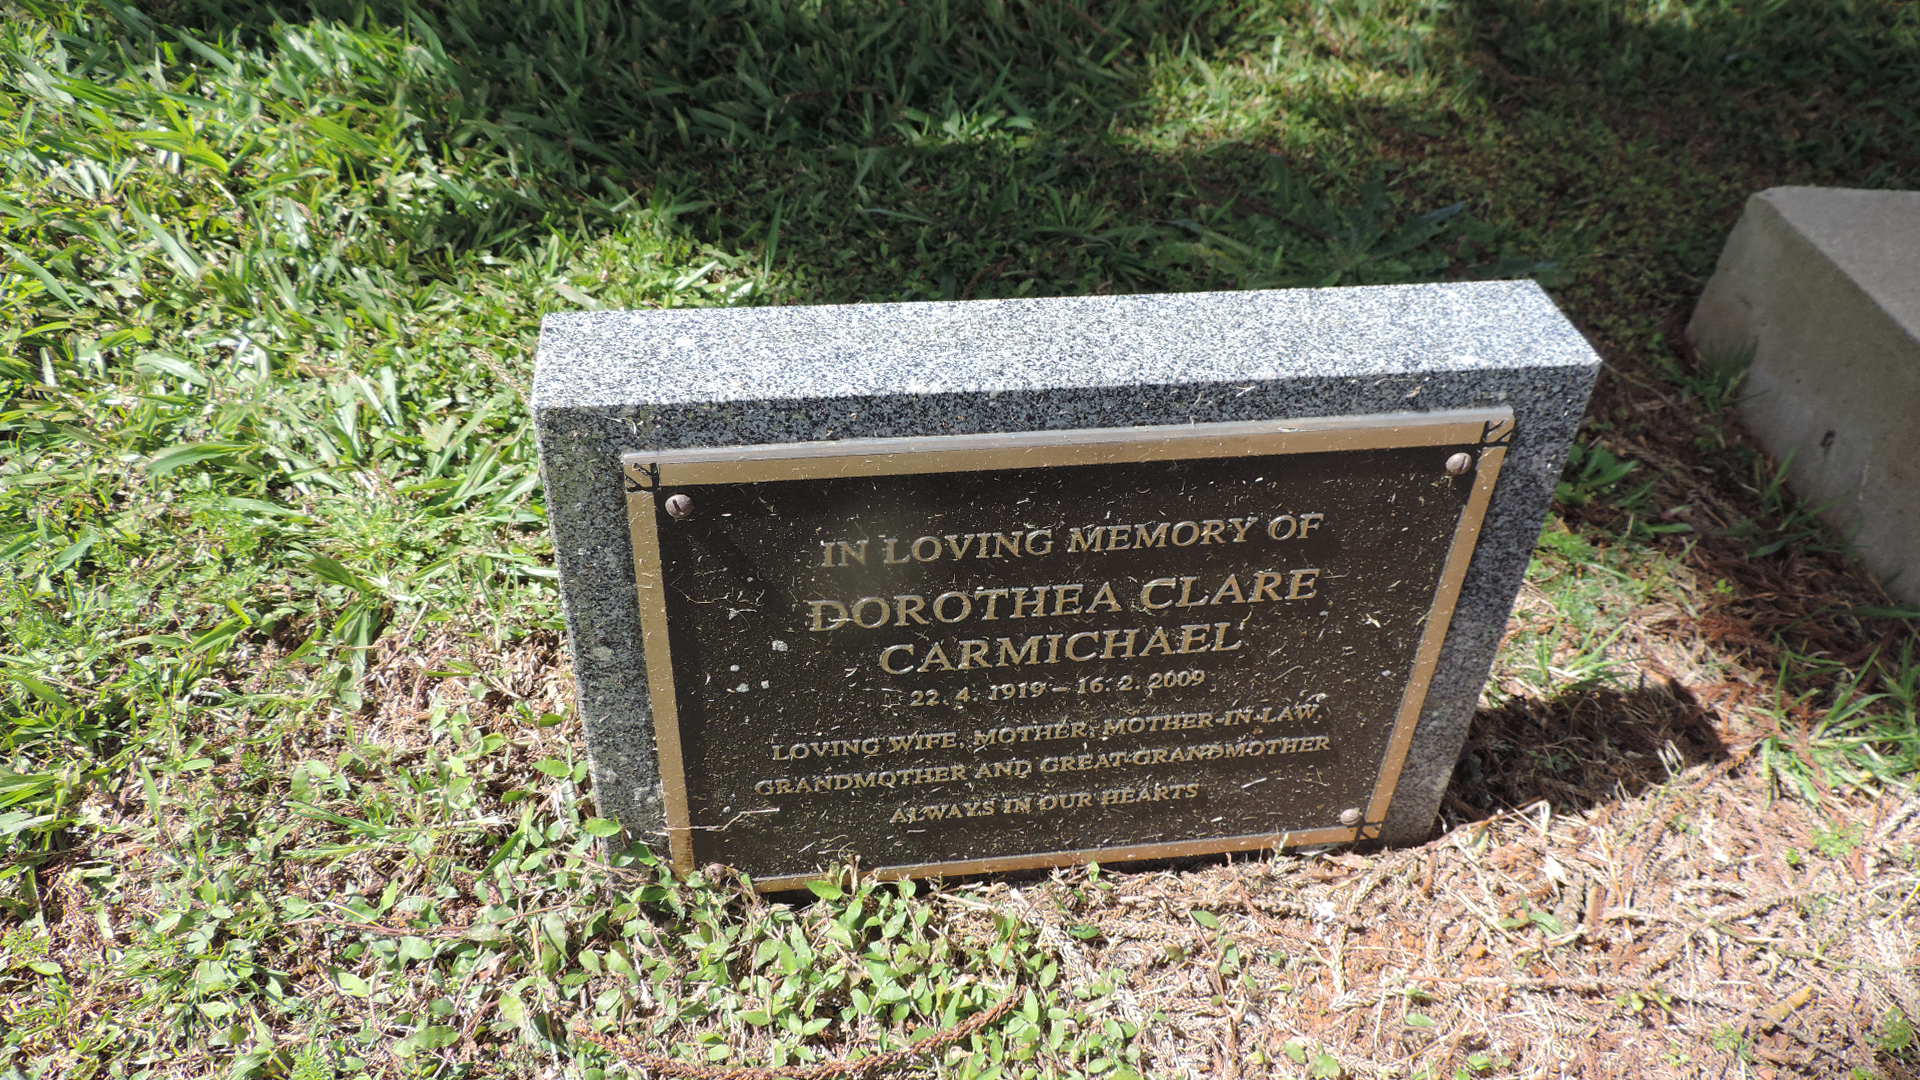 IN LOVING MEMORY OF
DOROTHEA CLARE
CARMICHAEL
22. 4. 1919 – 16. 2. 2009
LOVING WIFE, MOTHER, MOTHER-IN-LAW,
GRANDMOTHER AND GREAT-GRANDMOTHER
ALWAYS IN OUR HEARTS